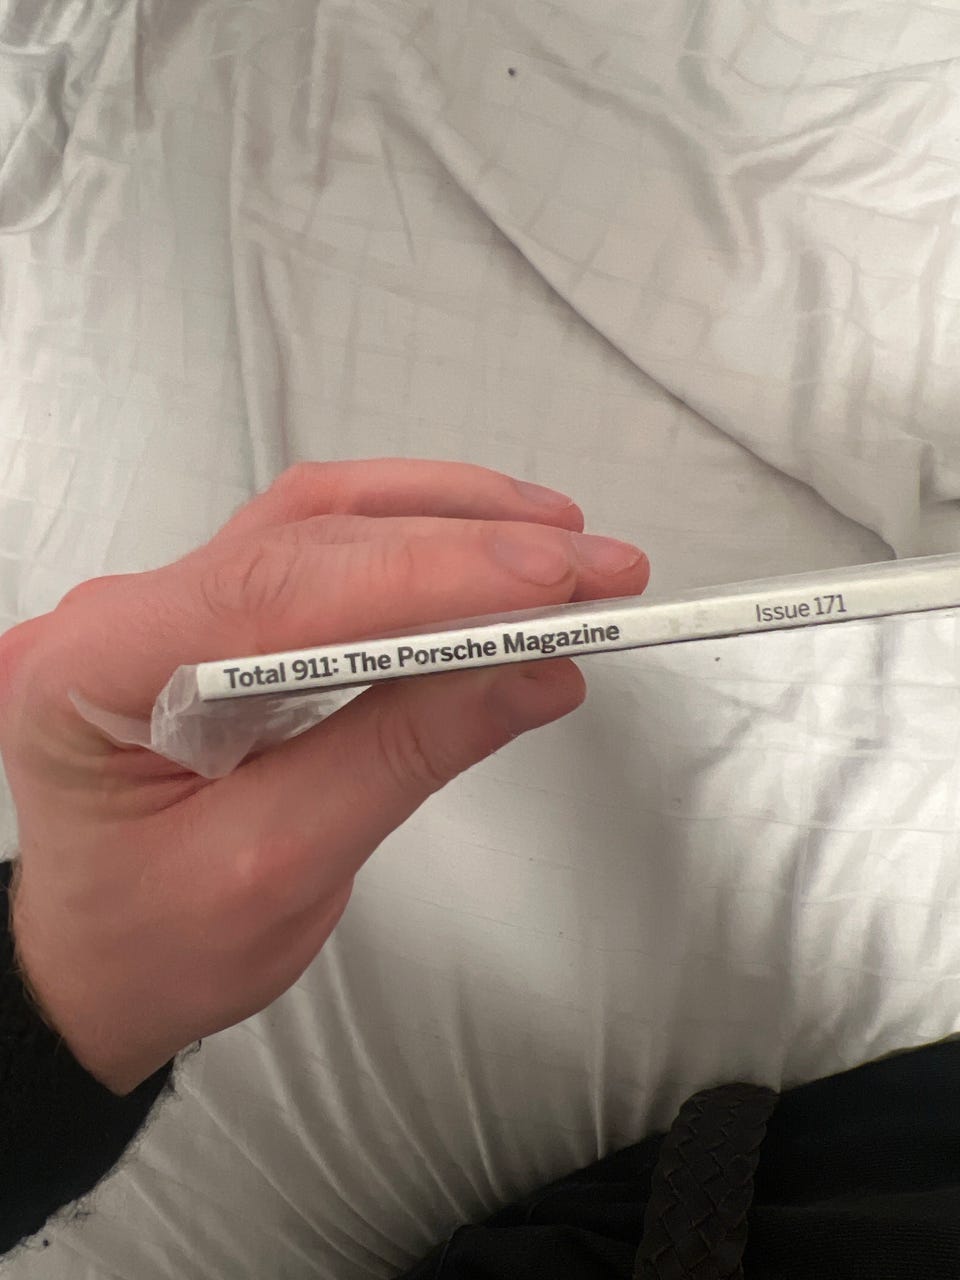 Total 911: The Porsche Magazine Issue 171